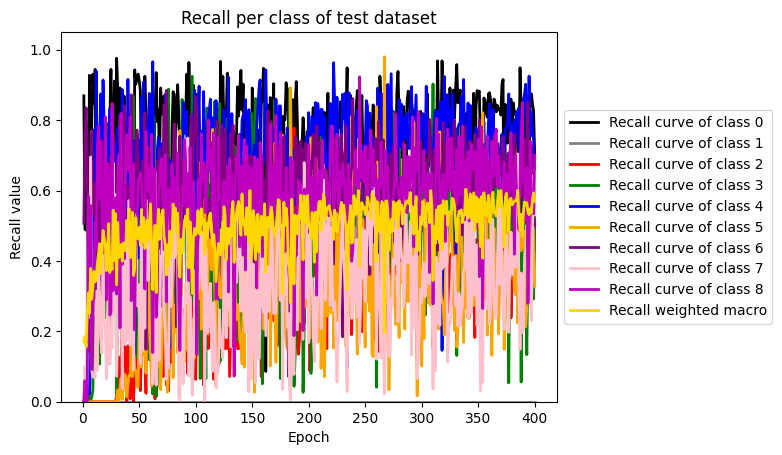 Recall per class of test dataset
1.0
0.8
0.6
0.4
0.2
0.0
Recall value
0
50
100
150
200
250
300
350
400
Epoch
Recall curve of class 0
Recall curve of class 1
Recall curve of class 2
Recall curve of class 3
Recall curve of class 4
Recall curve of class 5
Recall curve of class 6
Recall curve of class 7
Recall curve of class 8
Recall weighted macro